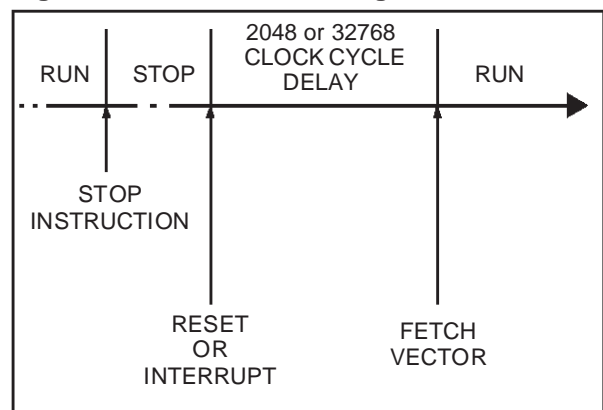 2048 or 32768
CLOCK CYCLE
DELAY
RUN
STOP
RUN
STOP
INSTRUCTION
RESET
OR
INTERRUPT
FETCH
VECTOR